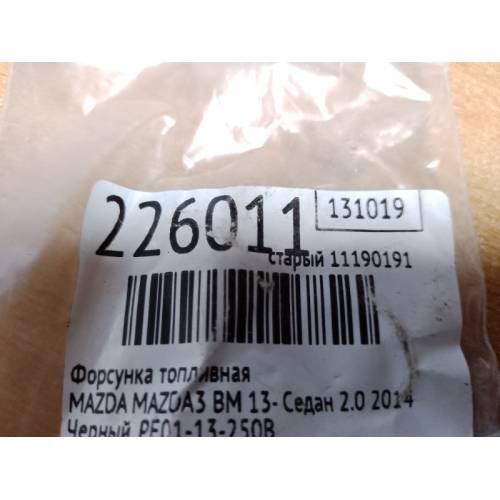 226011 131019
старый 11190191
Форсунка топливная
MAZDA MAZDA3 BM 13- Седан 2.0 2014
Черный PE01-13-250B